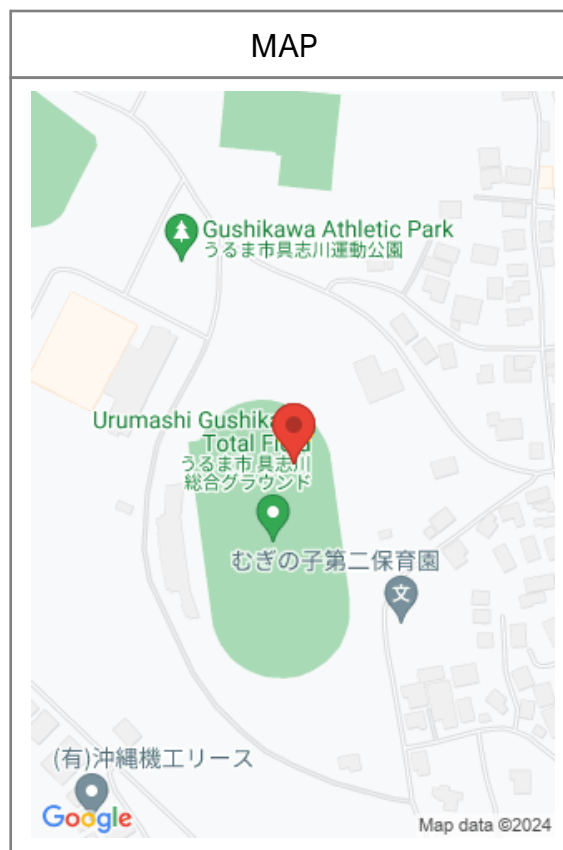 MAP
Gushikawa Athletic Park
うるま市具志川運動公園
Urumashi Gushika
Total Fi
うるま市 具志川
総合グラウンド
むぎの子第二保育園
文
(有)沖縄機工リース
Google
Map data ©2024